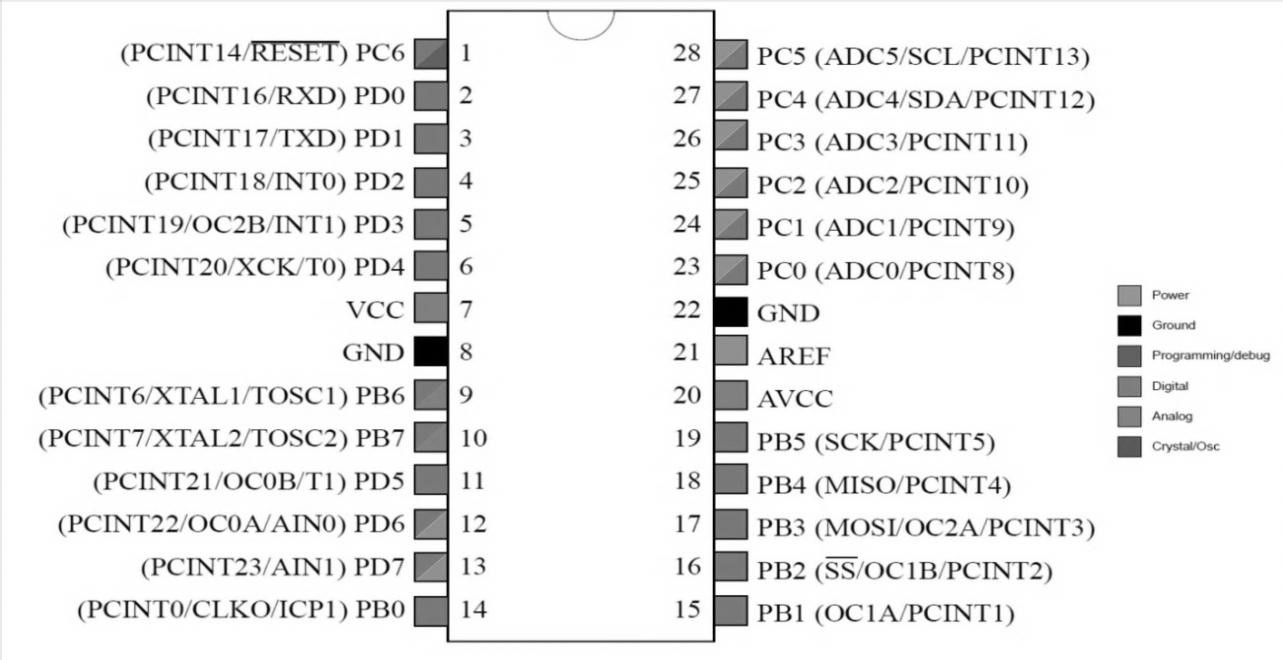 (PCINT14/RESET) PC6 1
(PCINT16/RXD) PD0 2
(PCINT17/TXD) PD1 3
(PCINT18/INT0) PD2 4
(PCINT19/OC2B/INT1) PD3 5
(PCINT20/XCK/T0) PD4 6
VCC 7
GND 8
(PCINT6/XTAL1/TOSC1) PB6 9
(PCINT7/XTAL2/TOSC2) PB7 10
(PCINT21/OC0B/T1) PD5 11
(PCINT22/OC0A/AIN0) PD6 12
(PCINT23/AIN1) PD7 13
(PCINT0/CLKO/ICP1) PB0 14
28 PC5 (ADC5/SCL/PCINT13)
27 PC4 (ADC4/SDA/PCINT12)
26 PC3 (ADC3/PCINT11)
25 PC2 (ADC2/PCINT10)
24 PC1 (ADC1/PCINT9)
23 PC0 (ADC0/PCINT8)
22 GND
21 AREF
20 AVCC
19 PB5 (SCK/PCINT5)
18 PB4 (MISO/PCINT4)
17 PB3 (MOSI/OC2A/PCINT3)
16 PB2 (SS/OC1B/PCINT2)
15 PB1 (OC1A/PCINT1)
Power
Ground
Programming/debug
Digital
Analog
Crystal/Osc